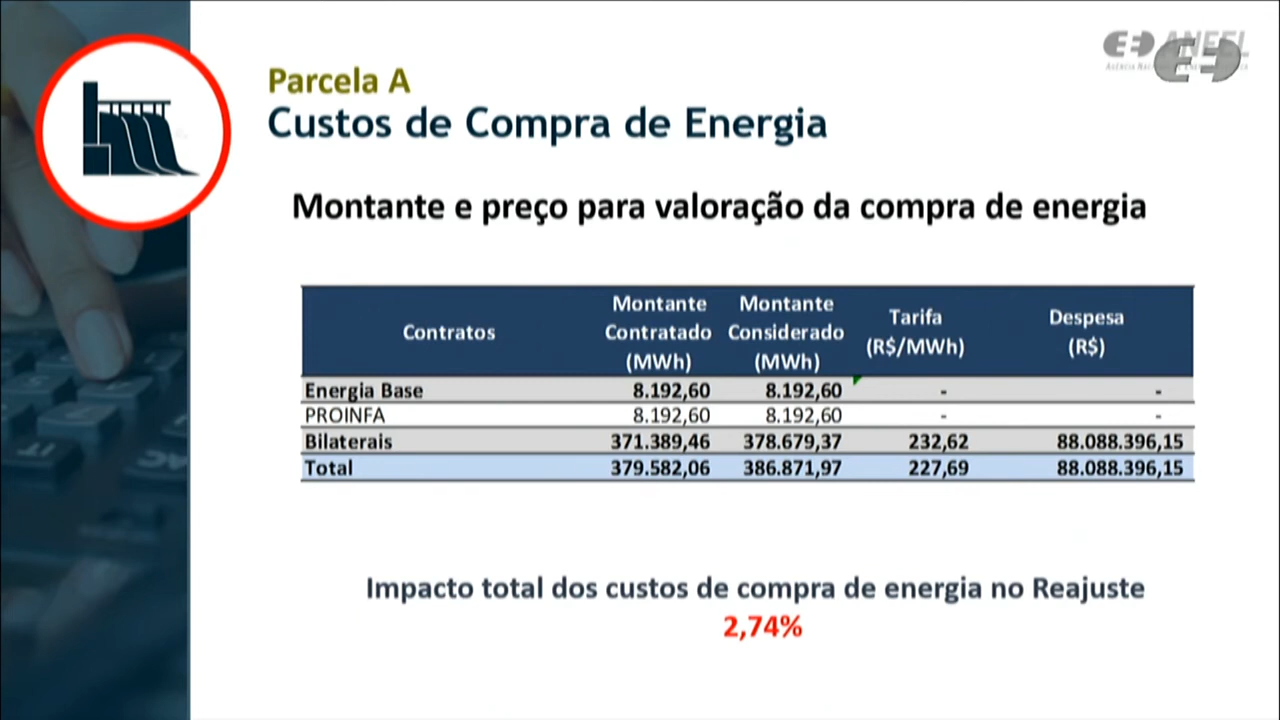 ANEEL
Parcela A
Custos de Compra de Energia
Montante e preço para valoração da compra de energia
Contratos Montante Contratado (MWh) Montante Considerado (MWh) Tarifa (R$/MWh) Despesa (R$)
Energia Base 8.192,60 8.192,60 - -
PROINFA 8.192,60 8.192,60 - -
Bilaterais 371.389,46 378.679,37 232,62 88.088.396,15
Total 379.582,06 386.871,97 227,69 88.088.396,15
Impacto total dos custos de compra de energia no Reajuste
2,74%